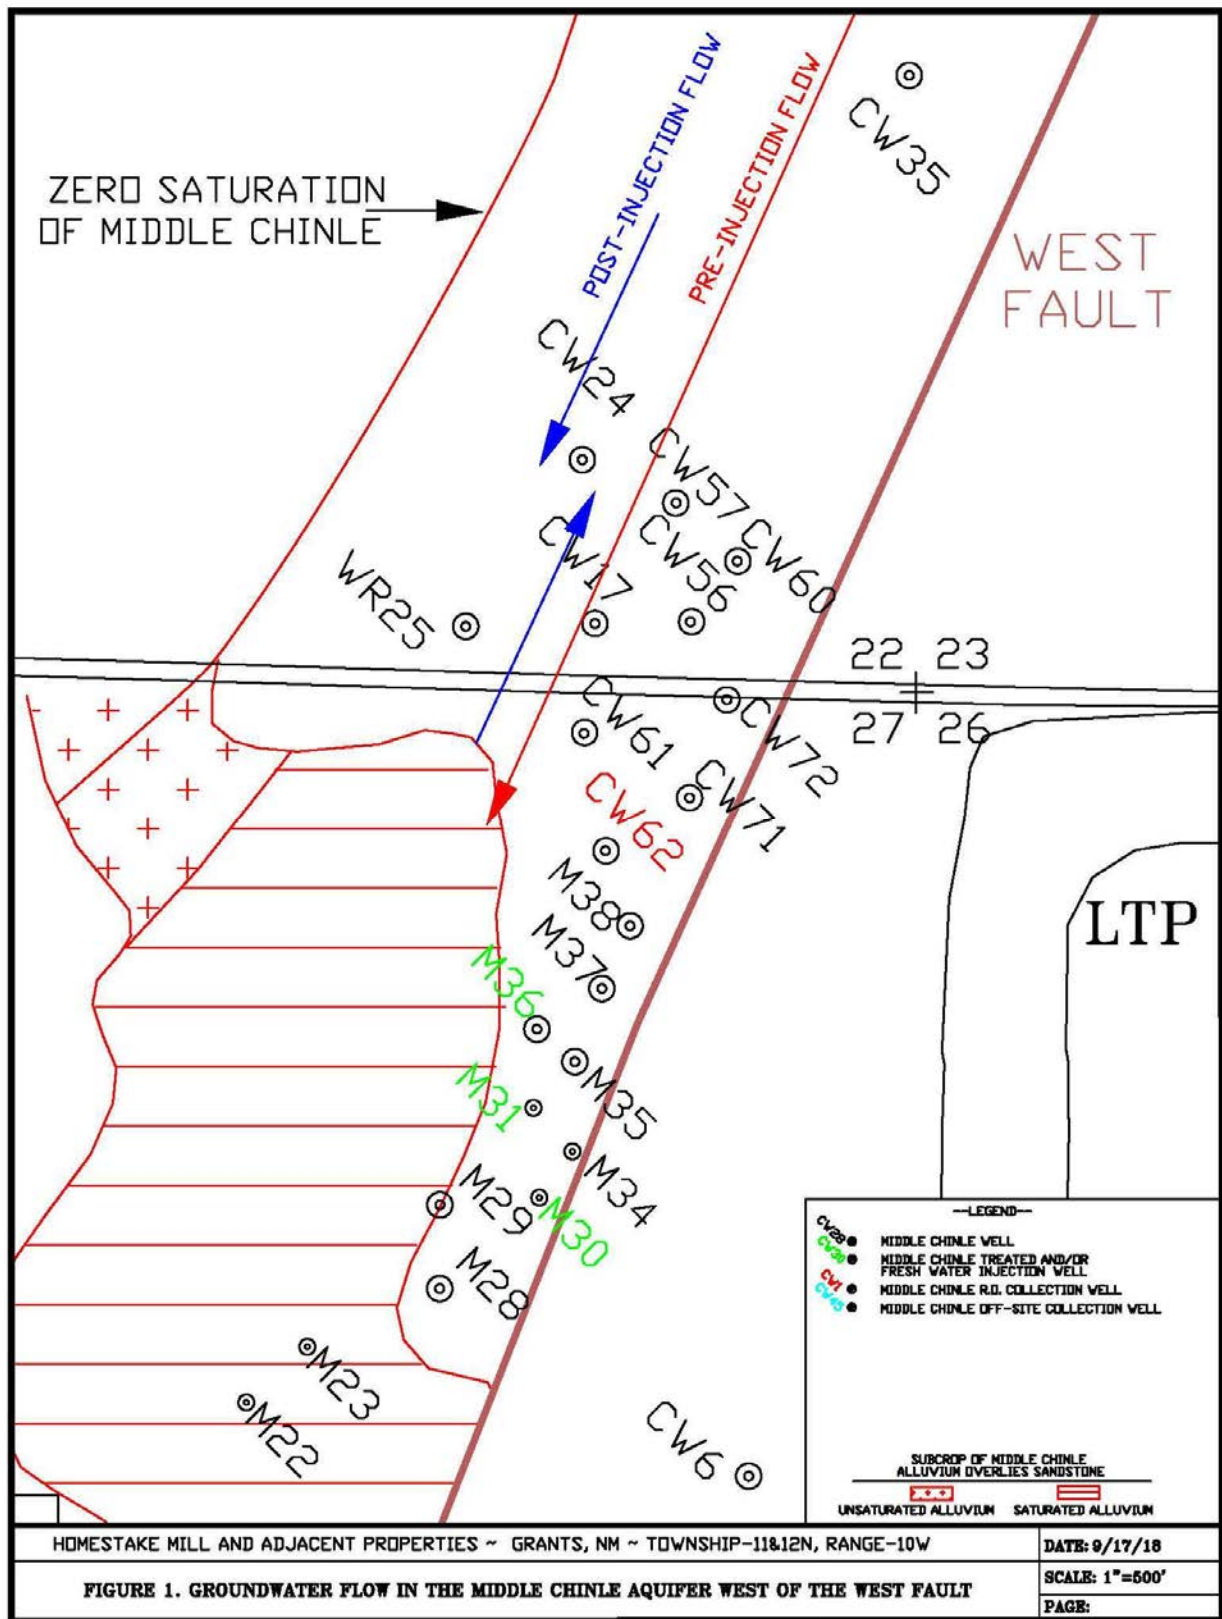 POST-INJECTION FLOW
PRE-INJECTION FLOW
CW35
ZERO SATURATION
OF MIDDLE CHINLE
WEST
FAULT
CW24
CW57
CW60
CW17
CW56
WR25
22 23
27 26
CW61
CW72
CW71
CW62
M38
LTP
M37
M36
M35
M31
M34
M29
M30
M28
M23
M22
CW6
--LEGEND--
CW28 MIDDLE CHINLE WELL
CW30 MIDDLE CHINLE TREATED AND/OR
FRESH WATER INJECTION WELL
CW1 MIDDLE CHINLE R.O. COLLECTION WELL
CW45 MIDDLE CHINLE OFF-SITE COLLECTION WELL
SUBCROP OF MIDDLE CHINLE
ALLUVIUM OVERLIES SANDSTONE
UNSATURATED ALLUVIUM SATURATED ALLUVIUM
HOMESTAKE MILL AND ADJACENT PROPERTIES ~ GRANTS, NM ~ TOWNSHIP-11&12N, RANGE-10W
DATE: 9/17/18
FIGURE 1. GROUNDWATER FLOW IN THE MIDDLE CHINLE AQUIFER WEST OF THE WEST FAULT
SCALE: 1"=500'
PAGE: